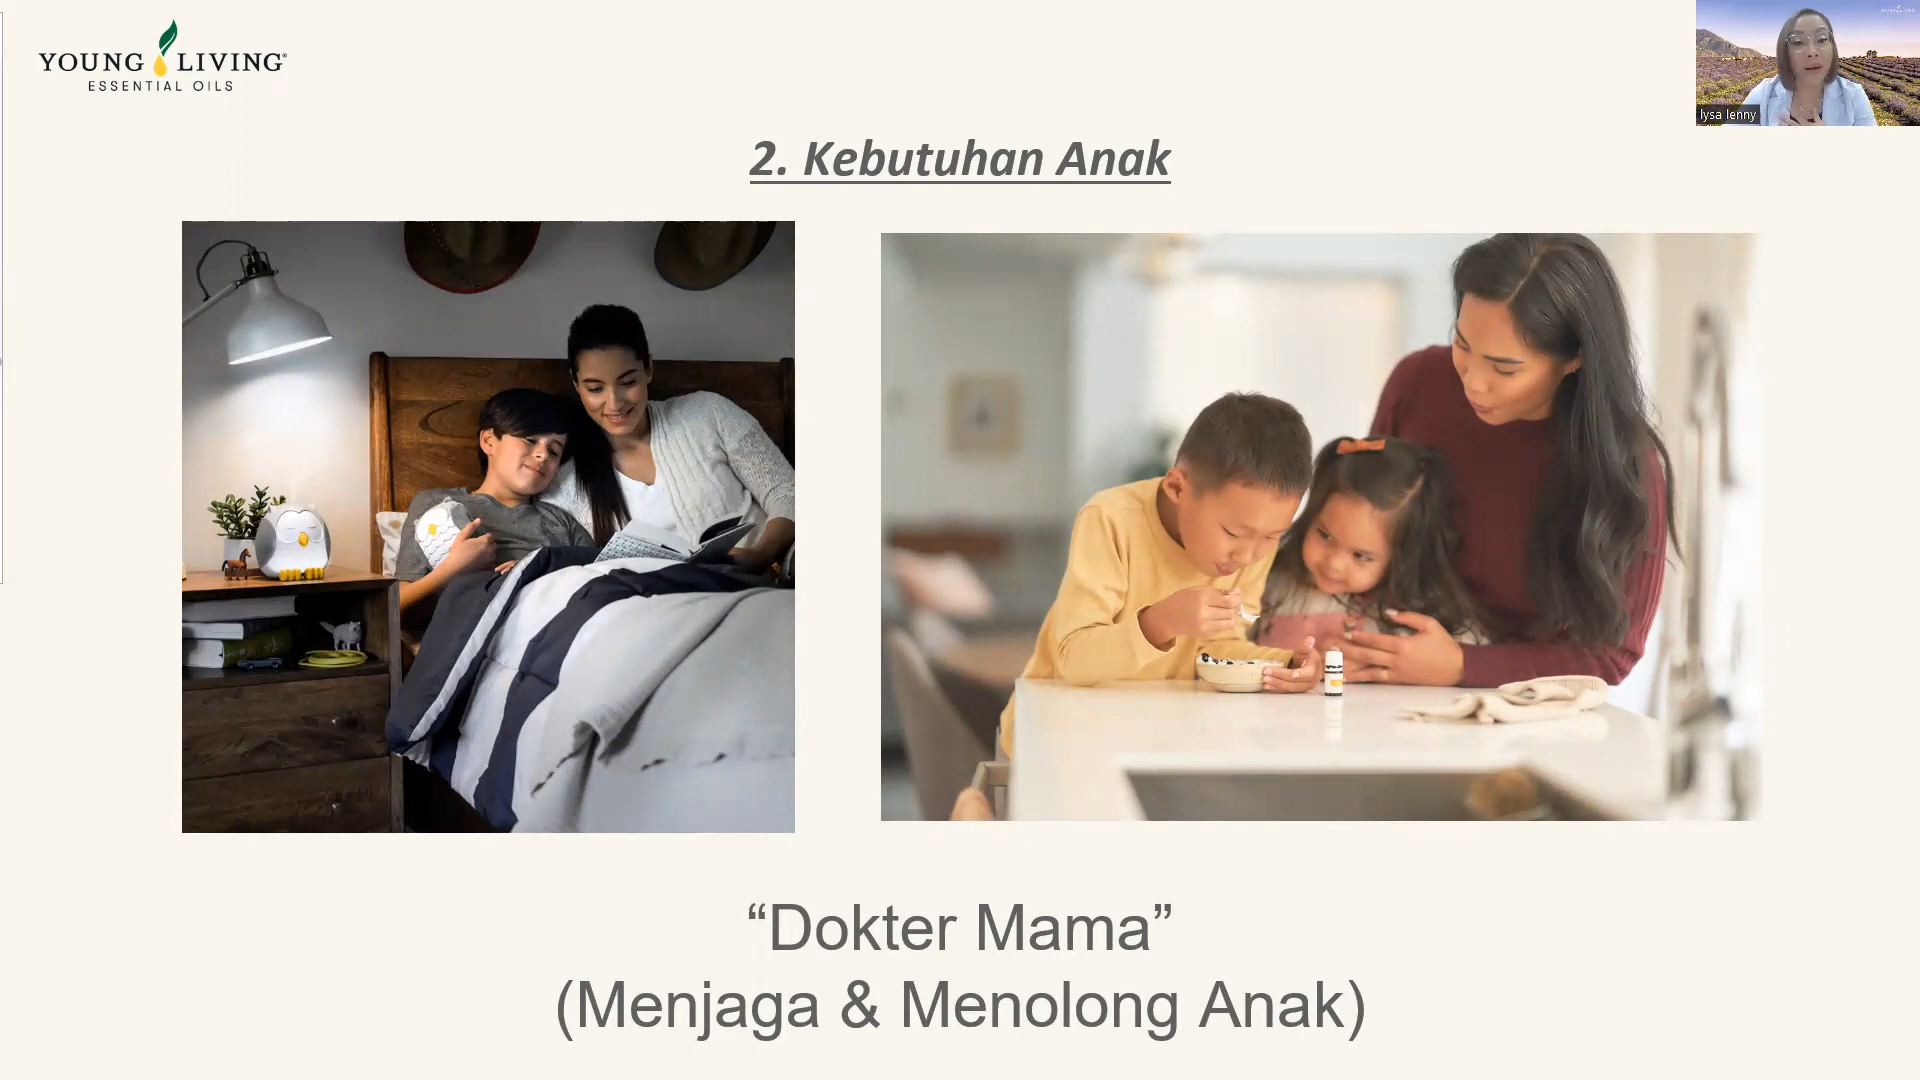 YOUNG LIVING
ESSENTIAL OILS
lysa lenny
2. Kebutuhan Anak
“Dokter Mama”
(Menjaga & Menolong Anak)